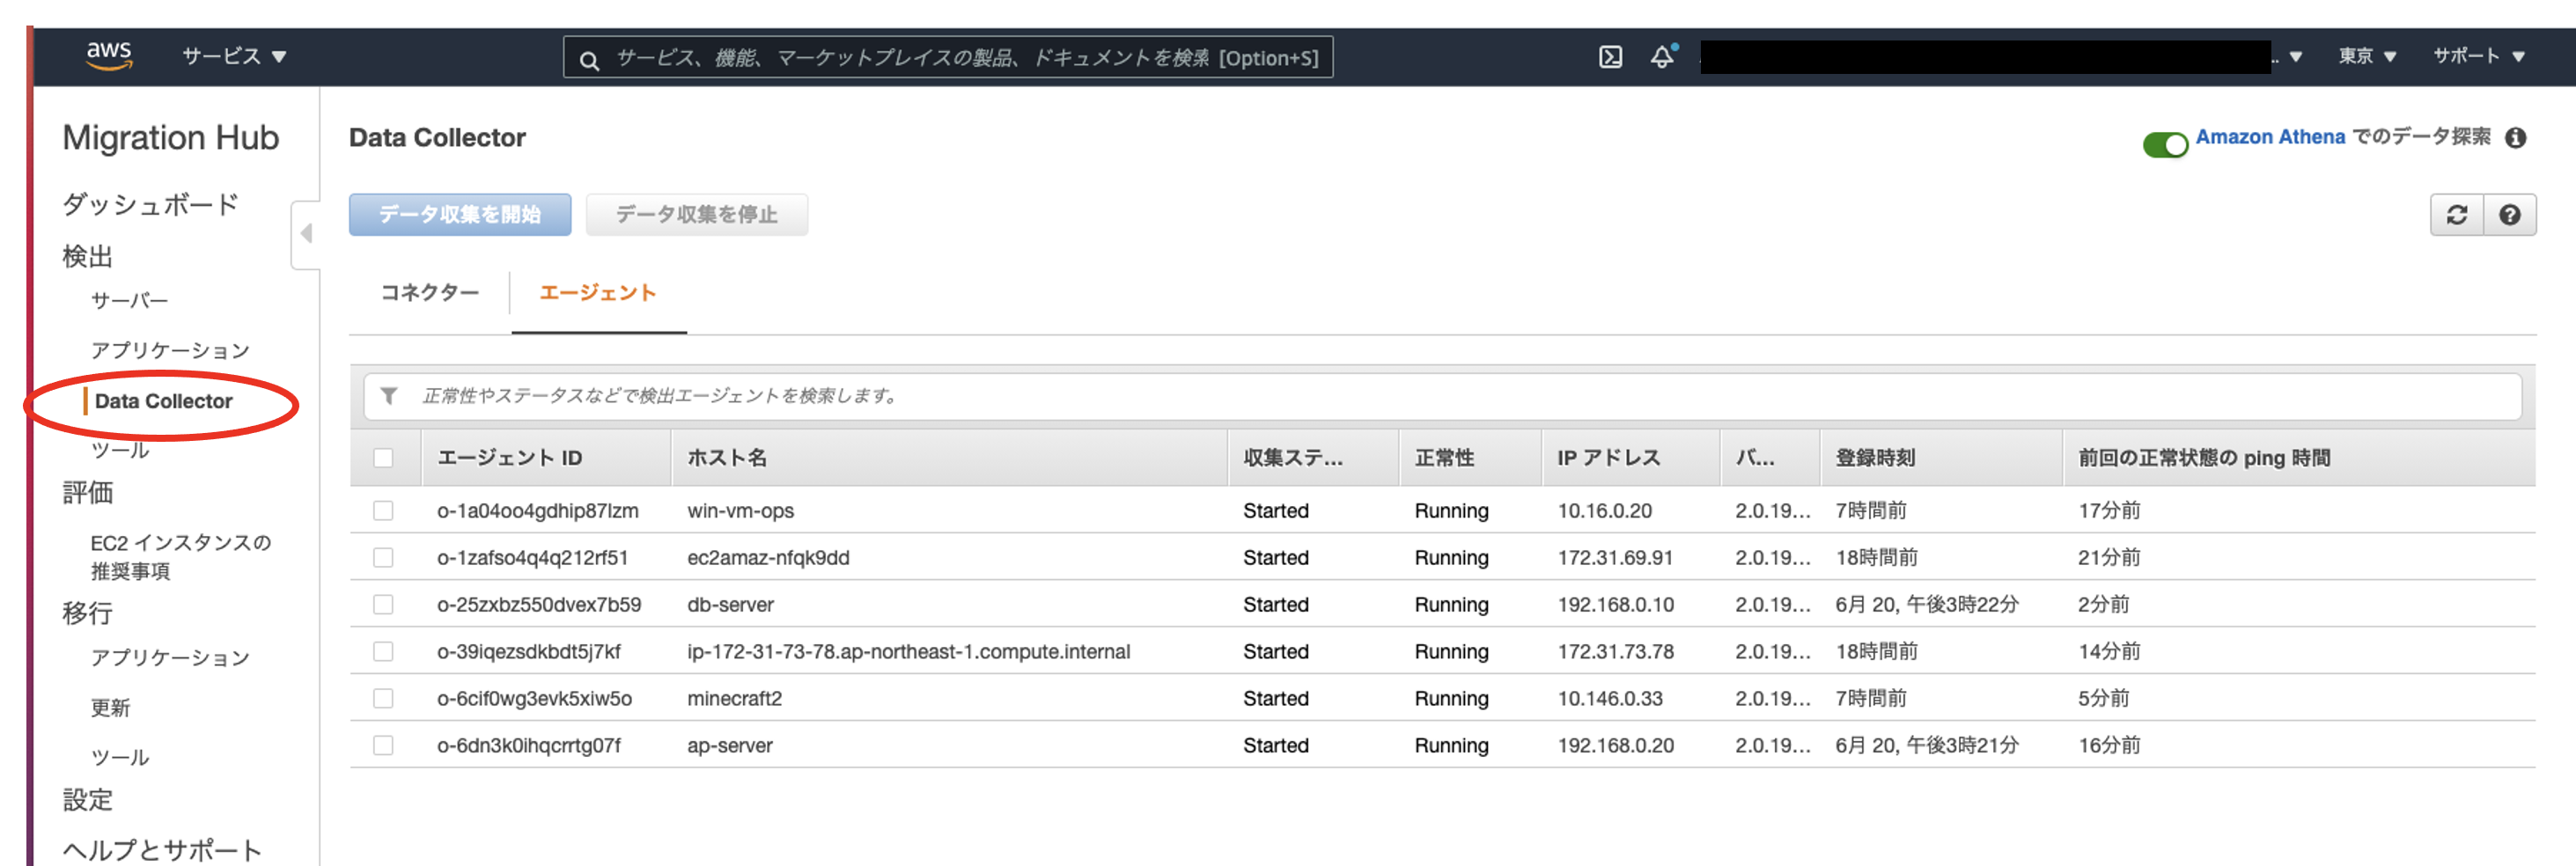 aws サービス ▼ サービス、機能、マーケットプレイスの製品、ドキュメントを検索 [Option+S] .. ▼ 東京 ▼ サポート ▼
Migration Hub
ダッシュボード
検出
サーバー
アプリケーション
Data Collector
ツール
評価
EC2 インスタンスの
推奨事項
移行
アプリケーション
更新
ツール
設定
ヘルプとサポート
Data Collector
Amazon Athena でのデータ探索
データ収集を開始 データ収集を停止
コネクター エージェント
正常性やステータスなどで検出エージェントを検索します。
エージェント ID ホスト名 収集ステ... 正常性 IP アドレス バ... 登録時刻 前回の正常状態の ping 時間
o-1a04oo4gdhip87lzm win-vm-ops Started Running 10.16.0.20 2.0.19... 7時間前 17分前
o-1zafso4q4q212rf51 ec2amaz-nfqk9dd Started Running 172.31.69.91 2.0.19... 18時間前 21分前
o-25zxbz550dvex7b59 db-server Started Running 192.168.0.10 2.0.19... 6月 20, 午後3時22分 2分前
o-39iqezsdkbdt5j7kf ip-172-31-73-78.ap-northeast-1.compute.internal Started Running 172.31.73.78 2.0.19... 18時間前 14分前
o-6cif0wg3evk5xiw5o minecraft2 Started Running 10.146.0.33 2.0.19... 7時間前 5分前
o-6dn3k0ihqcrrtg07f ap-server Started Running 192.168.0.20 2.0.19... 6月 20, 午後3時21分 16分前